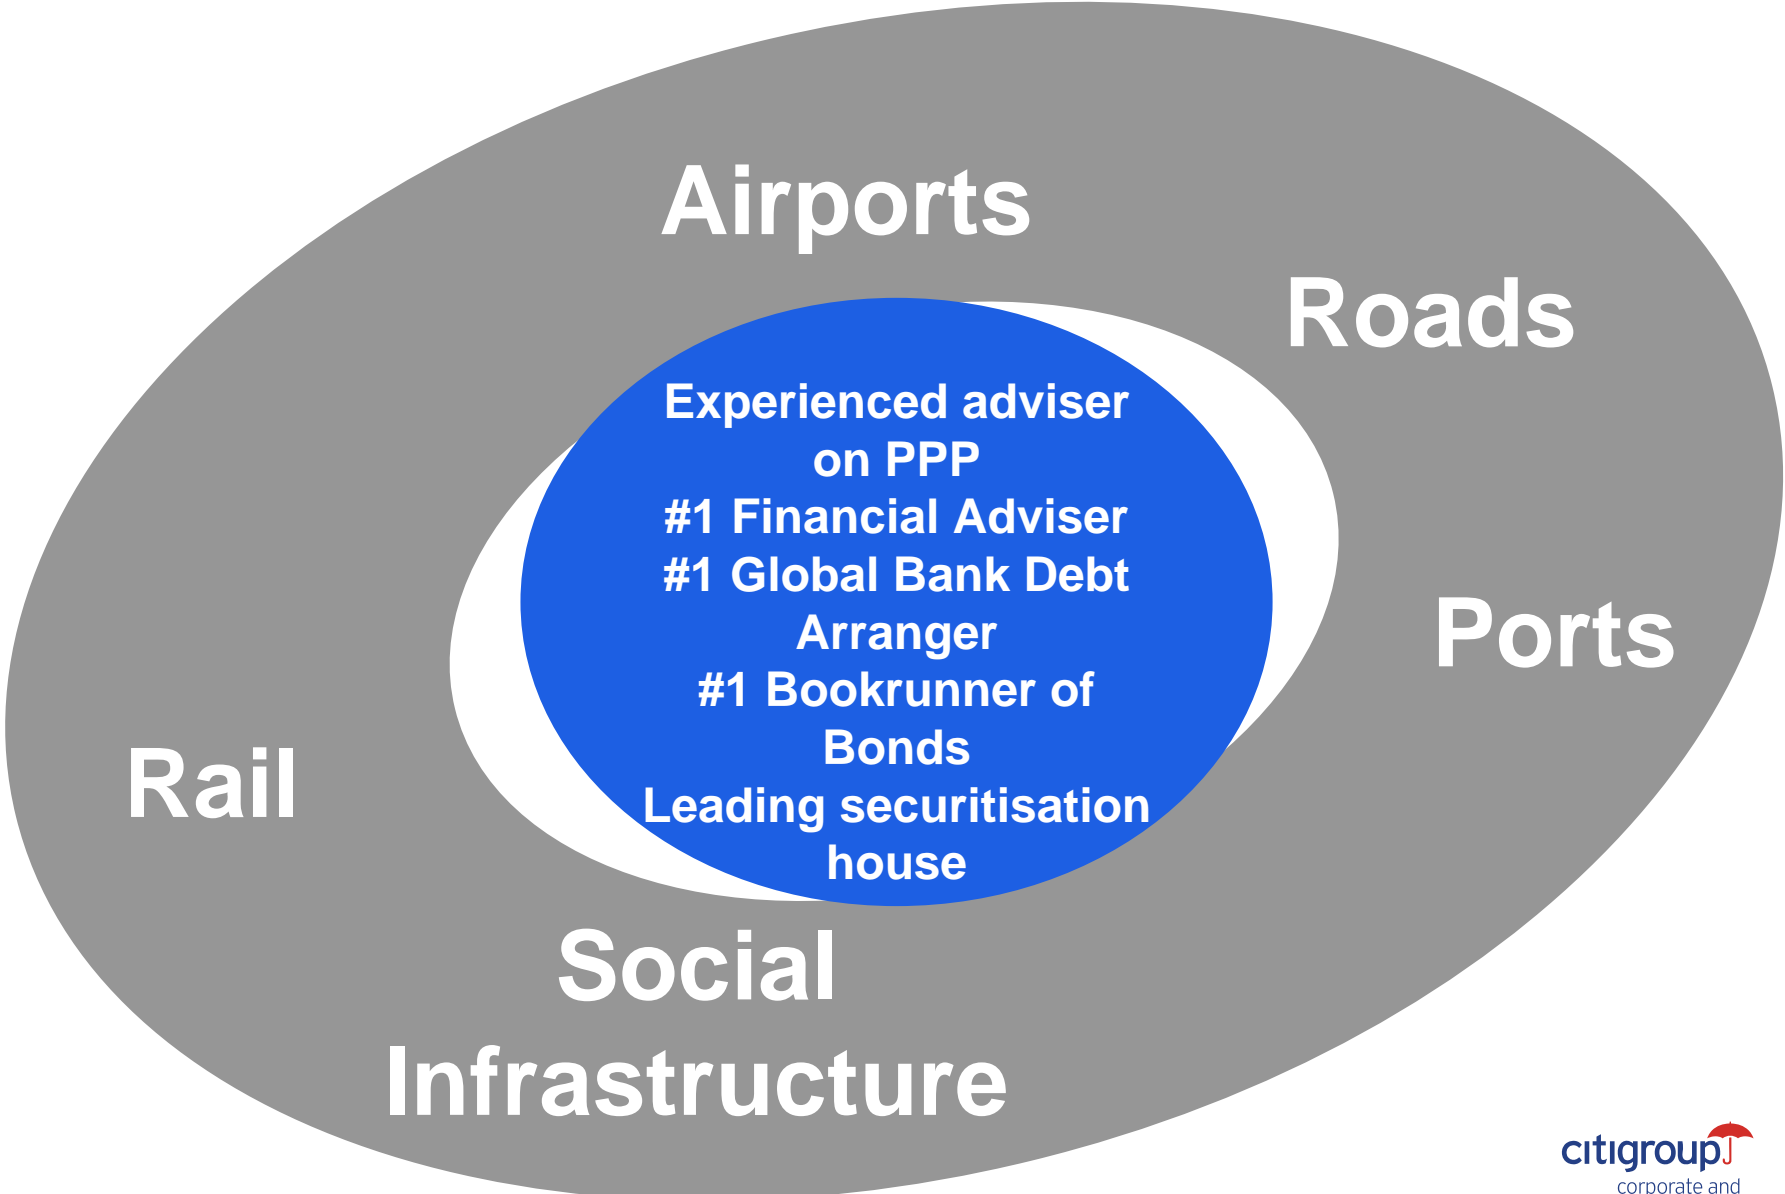 Airports
Roads
Experienced adviser
on PPP
#1 Financial Adviser
#1 Global Bank Debt
Arranger
#1 Bookrunner of
Bonds
Leading securitisation
house
Ports
Rail
Social
Infrastructure
citigroup
corporate and